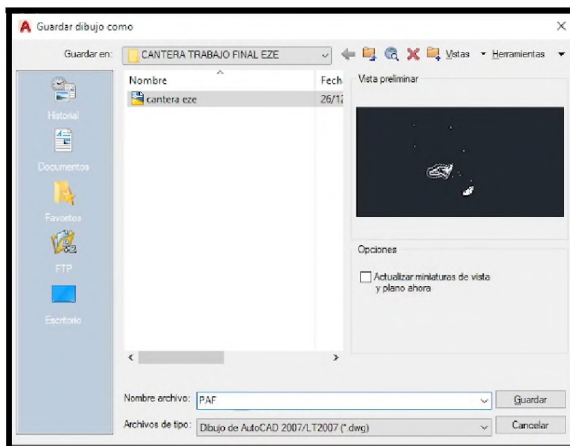 Guardar dibujo como
Guardar en: CANTERA TRABAJO FINAL EZE Vistas Herramientas
Nombre Fech Vista preliminar
cantera eze 26/12
Historial
Documentos
Favoritos
FTP
Escritorio
Opciones
Actualizar miniaturas de vista
y plano ahora
Nombre archivo: PAF Guardar
Archivos de tipo: Dibujo de AutoCAD 2007/LT2007 (*.dwg) Cancelar